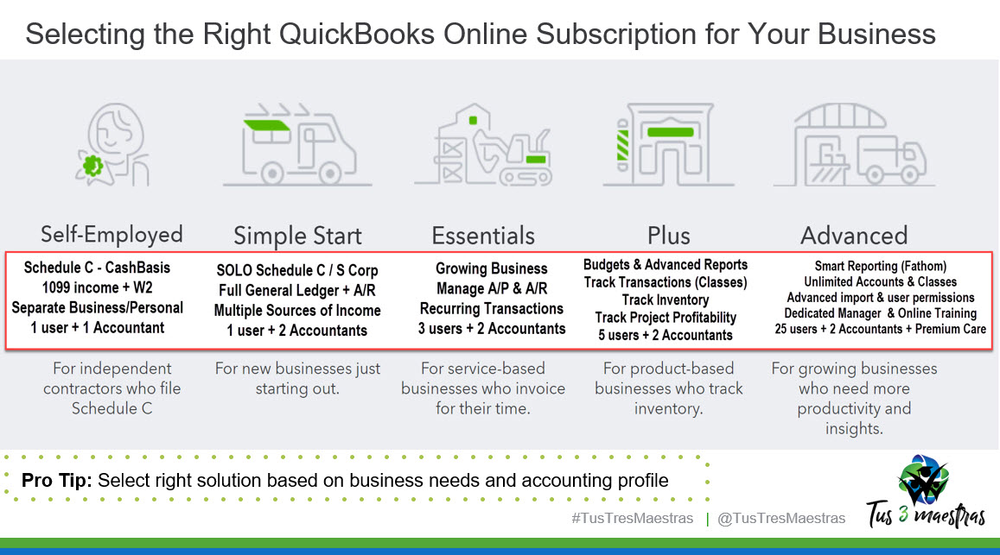 Selecting the Right QuickBooks Online Subscription for Your Business
Self-Employed
Schedule C - CashBasis
1099 income + W2
Separate Business/Personal
1 user + 1 Accountant
For independent
contractors who file
Schedule C
Simple Start
SOLO Schedule C / S Corp
Full General Ledger + A/R
Multiple Sources of Income
1 user + 2 Accountants
For new businesses just
starting out.
Essentials
Growing Business
Manage A/P & A/R
Recurring Transactions
3 users + 2 Accountants
For service-based
businesses who invoice
for their time.
Plus
Budgets & Advanced Reports
Track Transactions (Classes)
Track Inventory
Track Project Profitability
5 users + 2 Accountants
For product-based
businesses who track
inventory.
Advanced
Smart Reporting (Fathom)
Unlimited Accounts & Classes
Advanced import & user permissions
Dedicated Manager & Online Training
25 users + 2 Accountants + Premium Care
For growing businesses
who need more
productivity and
insights.
Pro Tip: Select right solution based on business needs and accounting profile
#TusTresMaestras | @TusTresMaestras
Tus 3 maestras